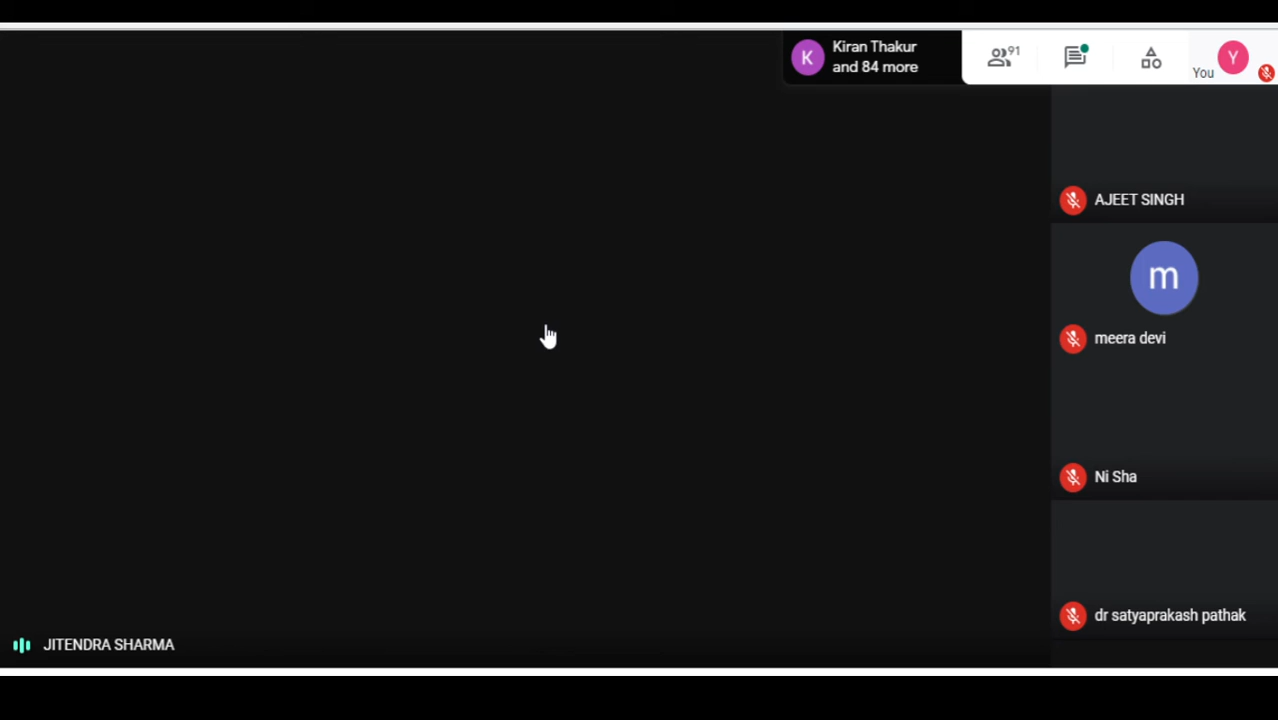 K
Kiran Thakur
and 84 more
91
You
Y
AJEET SINGH
m
meera devi
Ni Sha
dr satyaprakash pathak
JITENDRA SHARMA